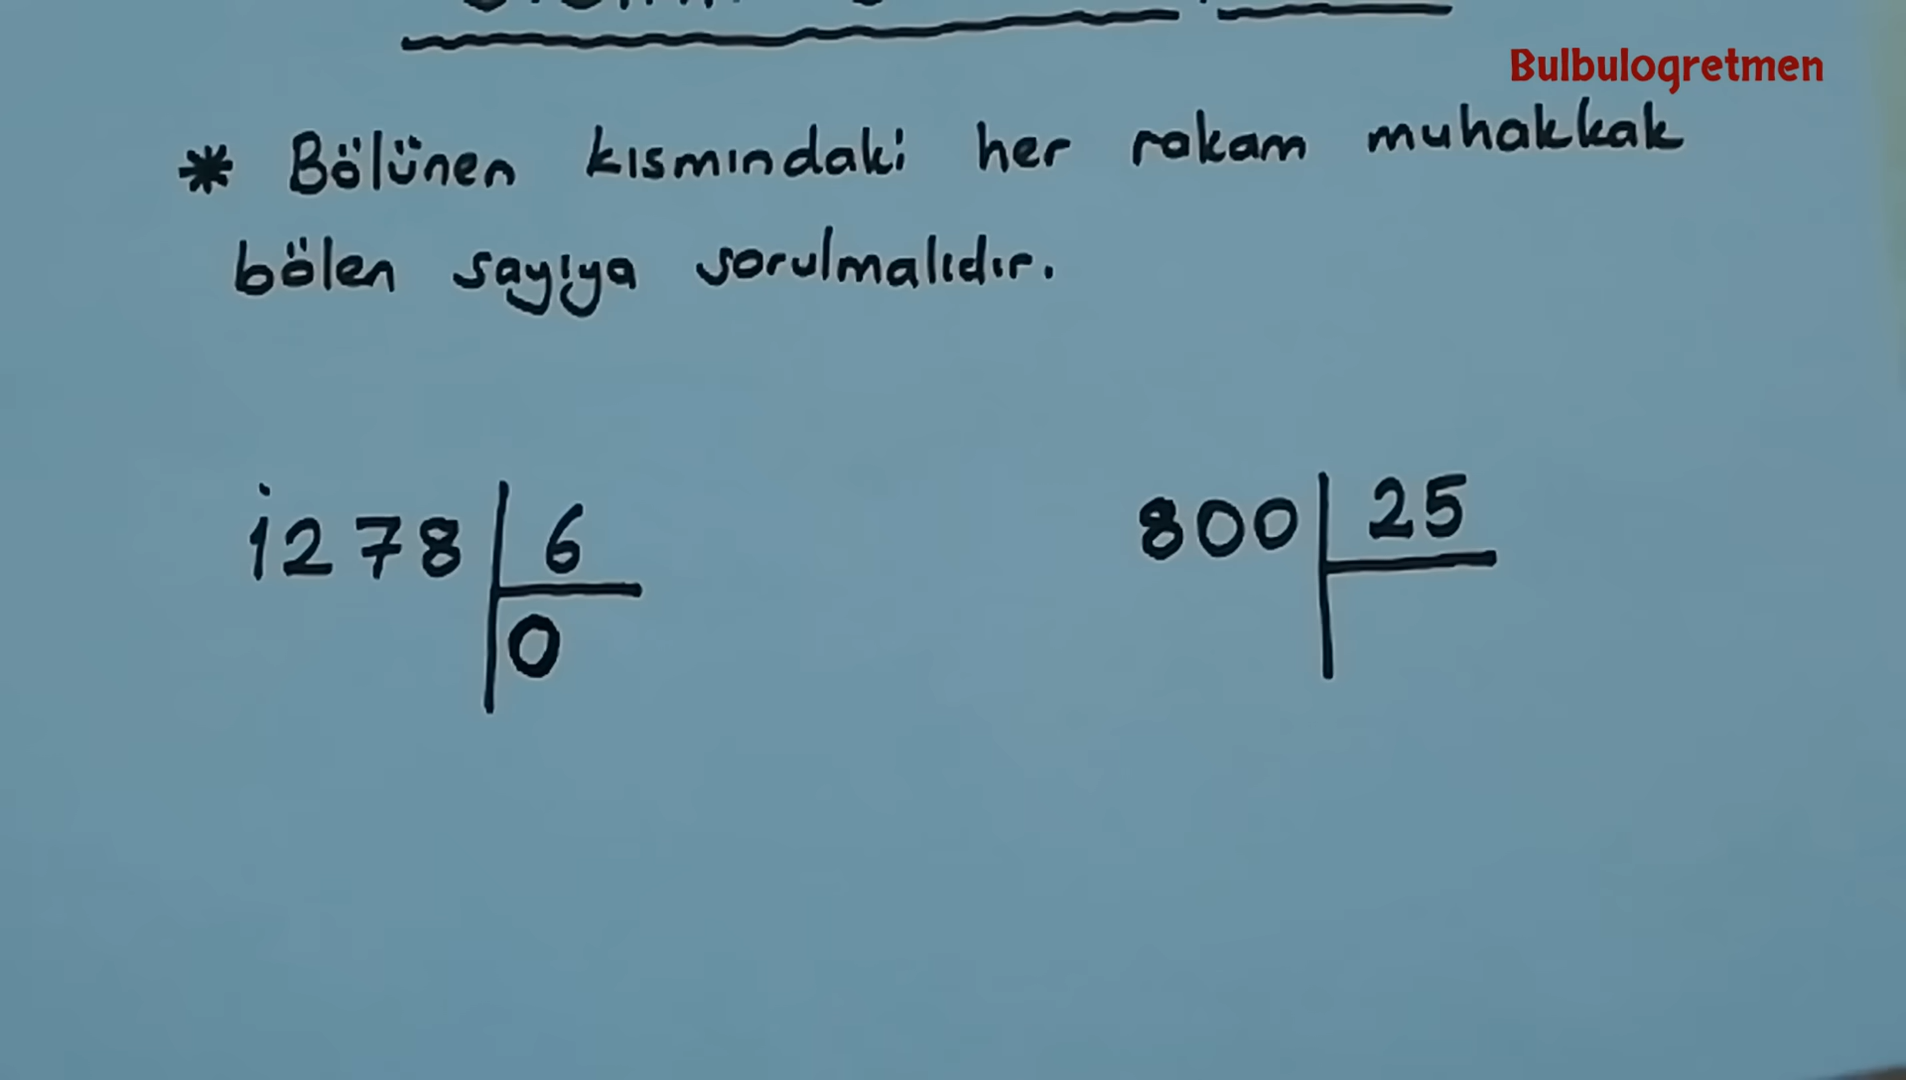 Bulbulogretmen
* Bölünen kısmındaki her rakam muhakkak
bölen sayıya sorulmalıdır.
1278 6
0
800 25